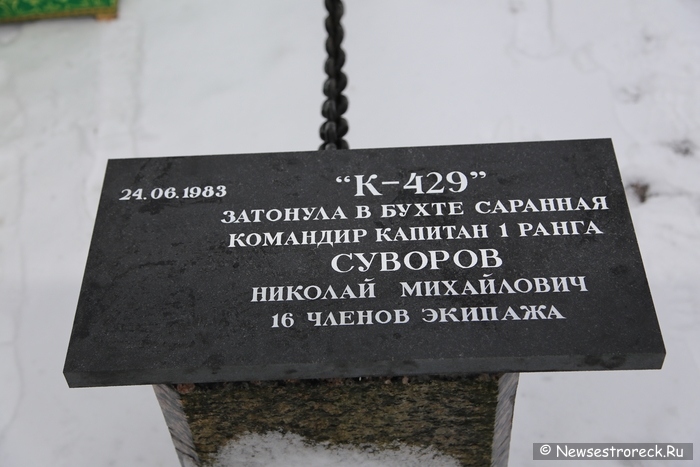 24.06.1983
"К-429"
ЗАТОНУЛА В БУХТЕ САРАННАЯ
КОМАНДИР КАПИТАН 1 РАНГА
СУВОРОВ
НИКОЛАЙ МИХАЙЛОВИЧ
16 ЧЛЕНОВ ЭКИПАЖА
© Newsestroreck.Ru